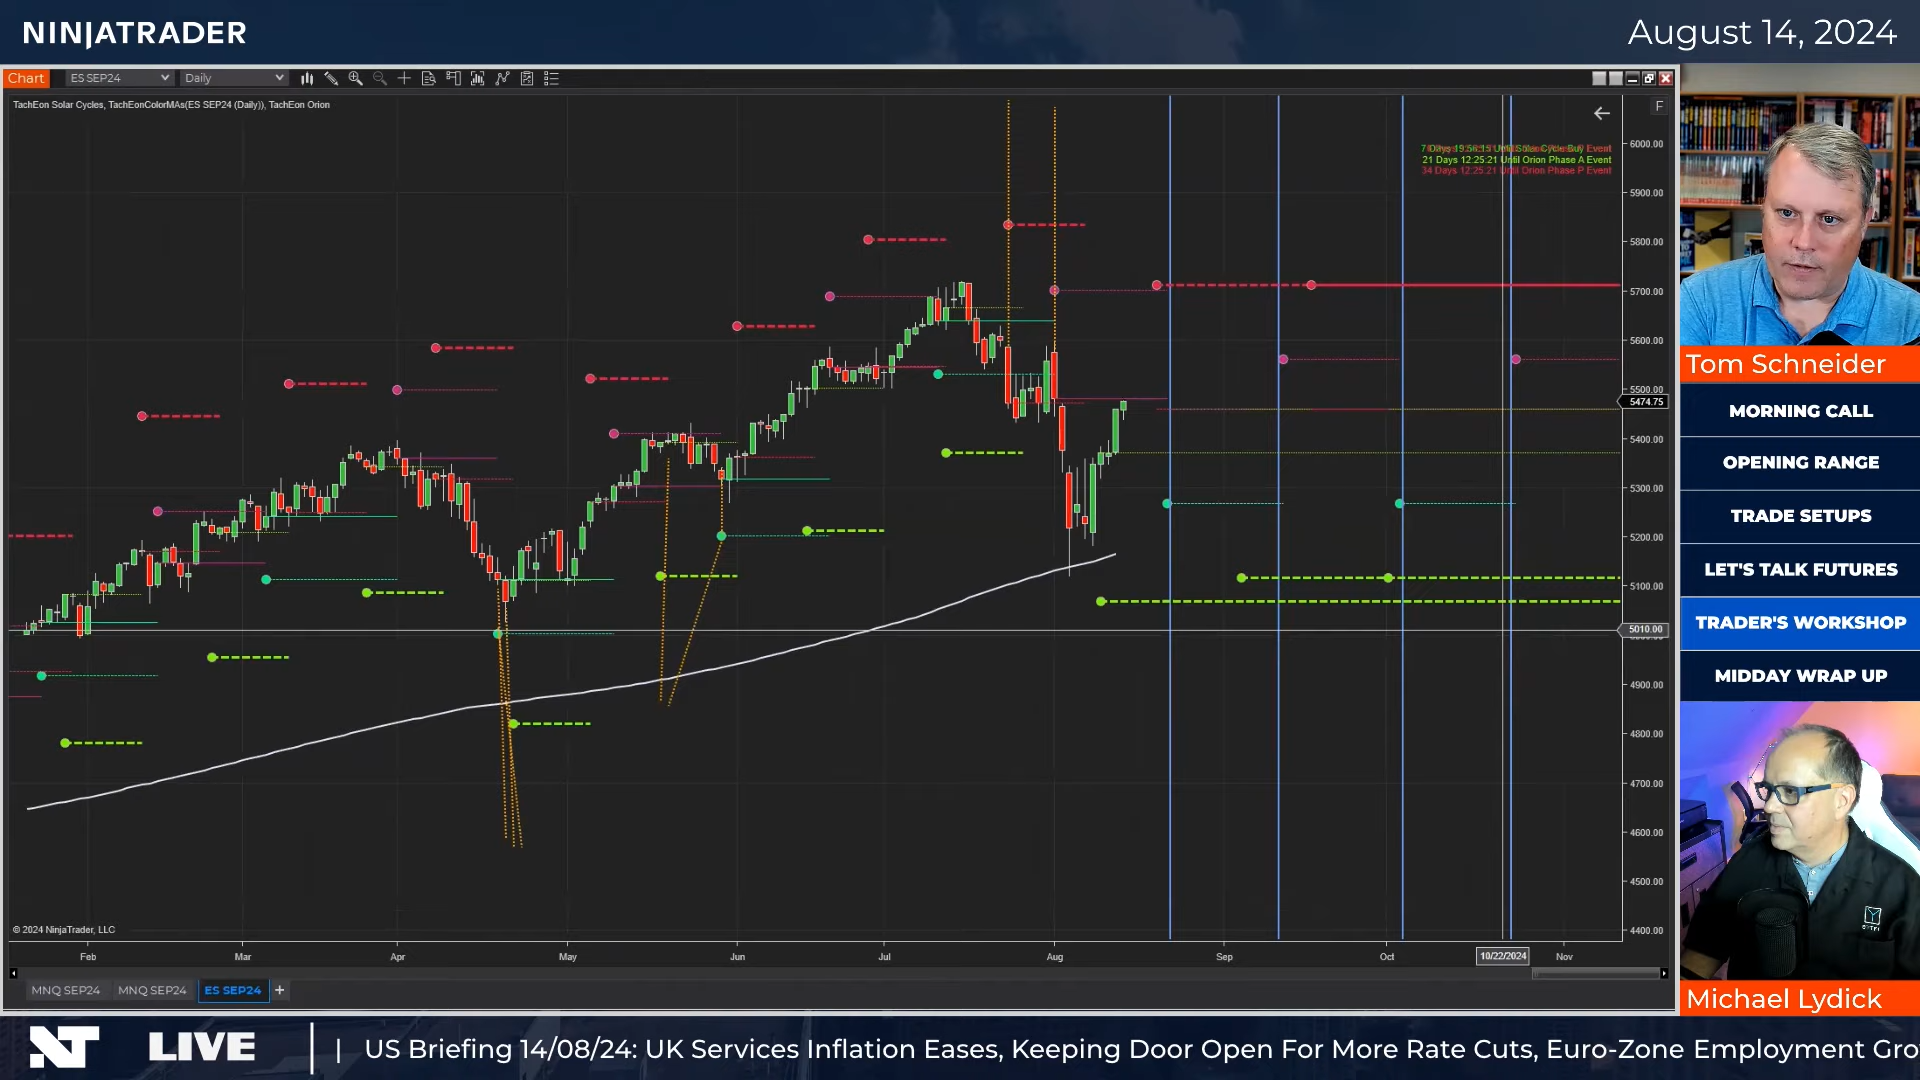 NINJATRADER
August 14, 2024
Chart
ES SEP24
Daily
TachEon Solar Cycles, TachEonColorMAs(ES SEP24 (Daily)), TachEon Orion
F
21 Days 12:25:21 Until Orion Phase A Event
34 Days 12:25:21 Until Orion Phase P Event
6000.00
5900.00
5800.00
5700.00
5600.00
5500.00
5474.75
5400.00
5300.00
5200.00
5100.00
5010.00
4900.00
4800.00
4700.00
4600.00
4500.00
4400.00
© 2024 NinjaTrader, LLC
Feb
Mar
Apr
May
Jun
Jul
Aug
Sep
Oct
10/22/2024
Nov
MNQ SEP24
MNQ SEP24
ES SEP24
+
Tom Schneider
MORNING CALL
OPENING RANGE
TRADE SETUPS
LET'S TALK FUTURES
TRADER'S WORKSHOP
MIDDAY WRAP UP
Michael Lydick
NT LIVE
| US Briefing 14/08/24: UK Services Inflation Eases, Keeping Door Open For More Rate Cuts, Euro-Zone Employment Gro